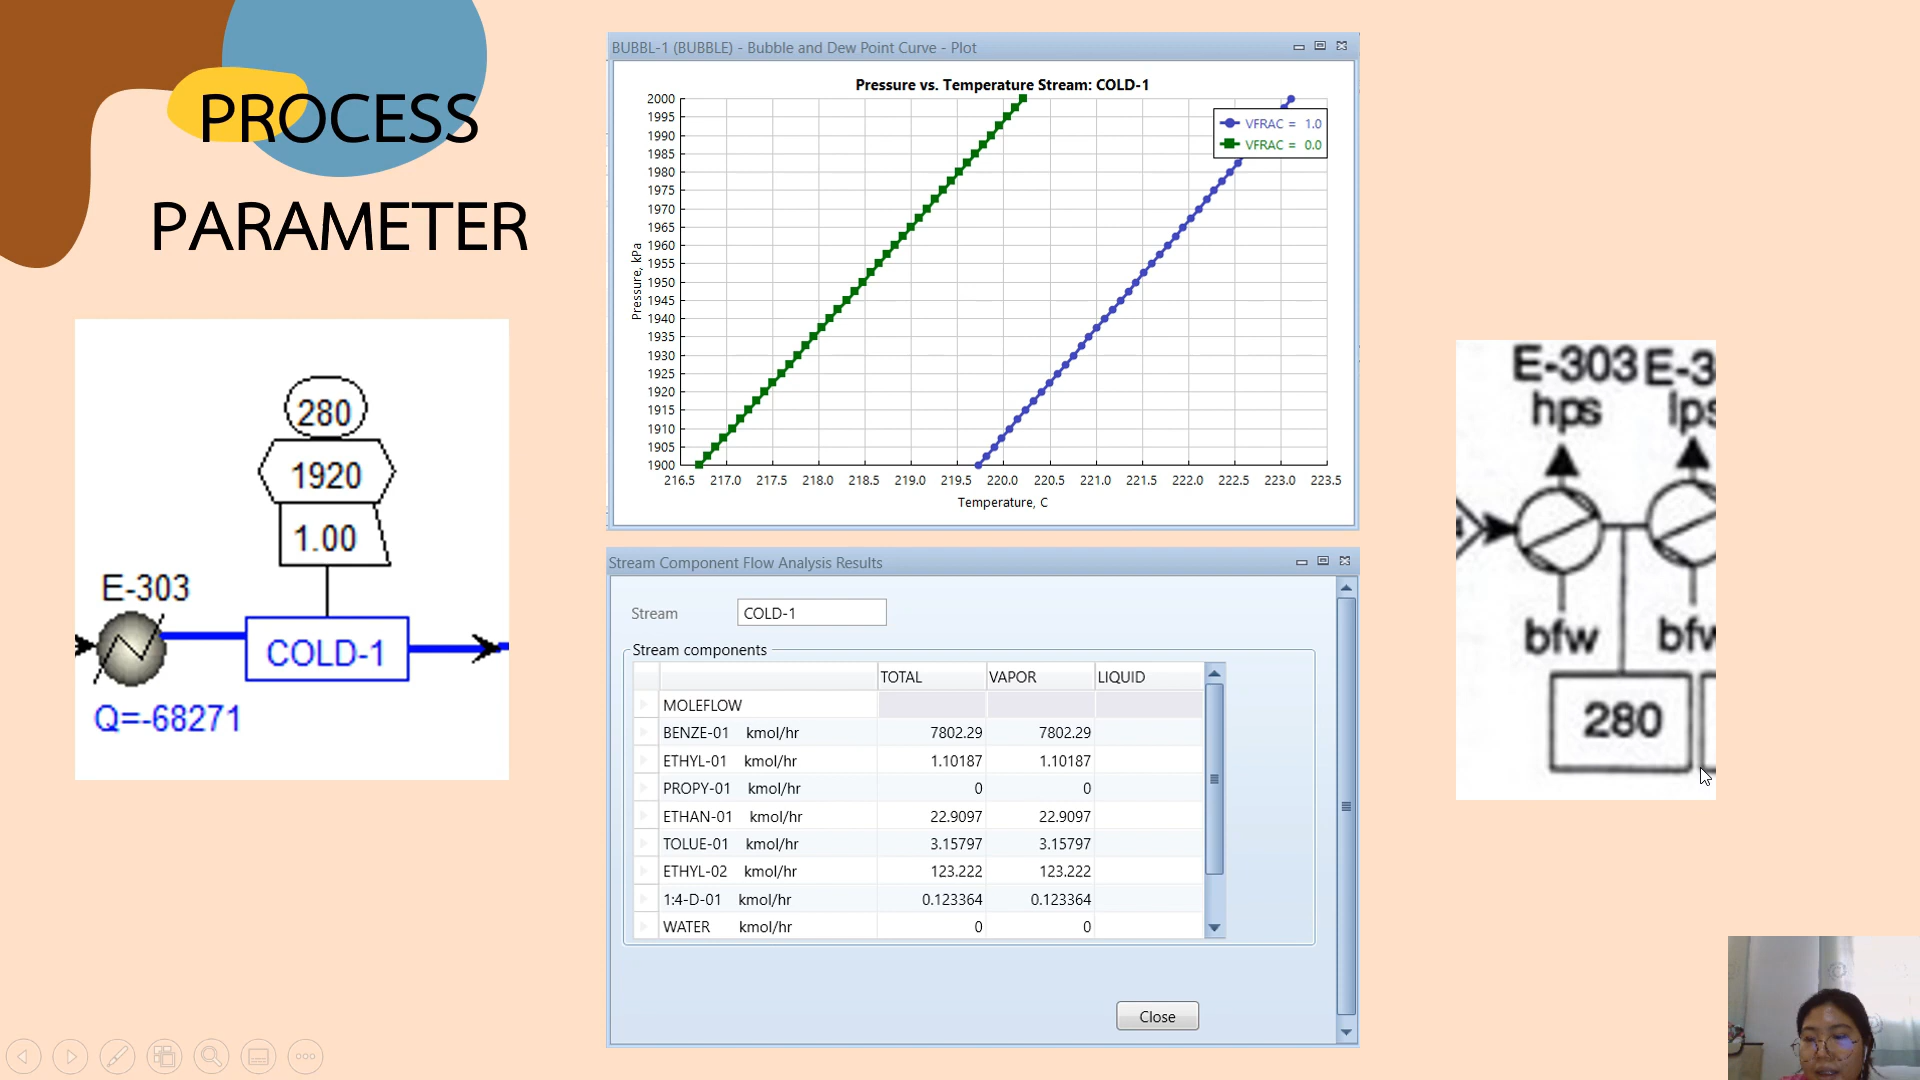 PROCESS
PARAMETER
280
1920
1.00
E-303
COLD-1
Q=-68271
BUBBL-1 (BUBBLE) - Bubble and Dew Point Curve - Plot
Pressure vs. Temperature Stream: COLD-1
VFRAC = 1.0
VFRAC = 0.0
Pressure, kPa
2000
1995
1990
1985
1980
1975
1970
1965
1960
1955
1950
1945
1940
1935
1930
1925
1920
1915
1910
1905
1900
216.5 217.0 217.5 218.0 218.5 219.0 219.5 220.0 220.5 221.0 221.5 222.0 222.5 223.0 223.5
Temperature, C
Stream Component Flow Analysis Results
Stream COLD-1
Stream components
TOTAL VAPOR LIQUID
MOLEFLOW
BENZE-01 kmol/hr 7802.29 7802.29
ETHYL-01 kmol/hr 1.10187 1.10187
PROPY-01 kmol/hr 0 0
ETHAN-01 kmol/hr 22.9097 22.9097
TOLUE-01 kmol/hr 3.15797 3.15797
ETHYL-02 kmol/hr 123.222 123.222
1:4-D-01 kmol/hr 0.123364 0.123364
WATER kmol/hr 0 0
Close
E-303 E-3
hps lps
bfw bfw
280